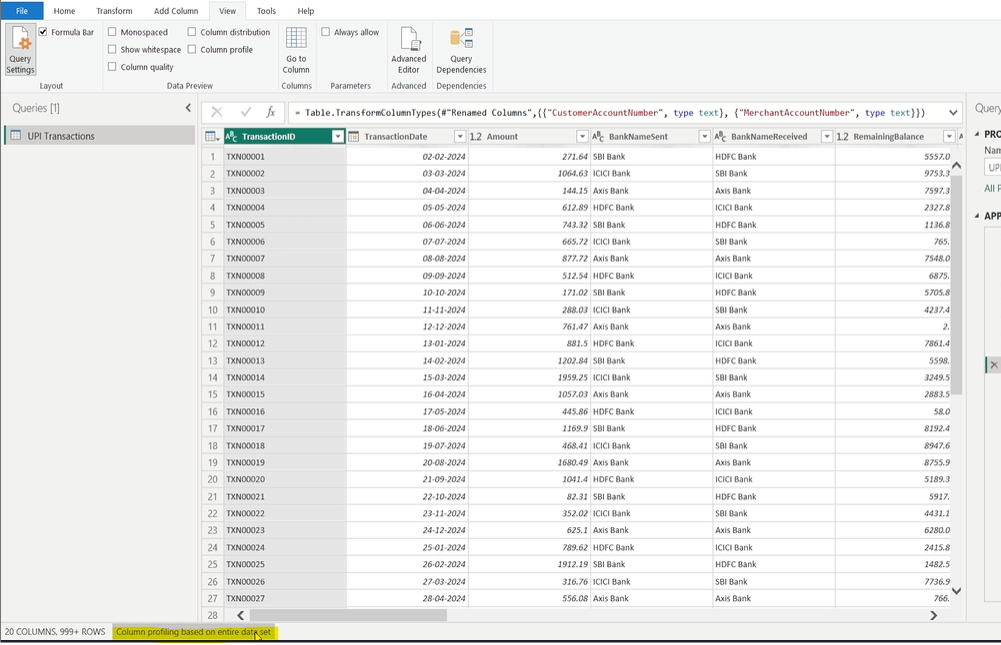 File Home Transform Add Column View Tools Help
Query Settings
Formula Bar
Layout
Monospaced Column distribution
Show whitespace Column profile
Column quality
Data Preview
Go to Column
Columns
Always allow
Parameters
Advanced Editor
Advanced
Query Dependencies
Dependencies
Queries [1]
UPI Transactions
fx = Table.TransformColumnTypes(#"Renamed Columns",{{"CustomerAccountNumber", type text}, {"MerchantAccountNumber", type text}})
TransactionID TransactionDate 1.2 Amount BankNameSent BankNameReceived 1.2 RemainingBalance
1 TXN00001 02-02-2024 271.64 SBI Bank HDFC Bank 5557.0
2 TXN00002 03-03-2024 1064.63 ICICI Bank SBI Bank 9753.3
3 TXN00003 04-04-2024 144.15 Axis Bank Axis Bank 7597.3
4 TXN00004 05-05-2024 612.89 HDFC Bank ICICI Bank 2327.8
5 TXN00005 06-06-2024 743.32 SBI Bank HDFC Bank 1136.8
6 TXN00006 07-07-2024 665.72 ICICI Bank SBI Bank 765.
7 TXN00007 08-08-2024 877.72 Axis Bank Axis Bank 7548.0
8 TXN00008 09-09-2024 512.54 HDFC Bank ICICI Bank 6875.
9 TXN00009 10-10-2024 171.02 SBI Bank HDFC Bank 5705.8
10 TXN00010 11-11-2024 288.03 ICICI Bank SBI Bank 4237.4
11 TXN00011 12-12-2024 761.47 Axis Bank Axis Bank 2.
12 TXN00012 13-01-2024 881.5 HDFC Bank ICICI Bank 7861.4
13 TXN00013 14-02-2024 1202.84 SBI Bank HDFC Bank 5598.
14 TXN00014 15-03-2024 1959.25 ICICI Bank SBI Bank 3249.5
15 TXN00015 16-04-2024 1057.03 Axis Bank Axis Bank 2883.5
16 TXN00016 17-05-2024 445.86 HDFC Bank ICICI Bank 58.0
17 TXN00017 18-06-2024 1169.9 SBI Bank HDFC Bank 8192.4
18 TXN00018 19-07-2024 468.41 ICICI Bank SBI Bank 8947.6
19 TXN00019 20-08-2024 1680.49 Axis Bank Axis Bank 8755.9
20 TXN00020 21-09-2024 1041.4 HDFC Bank ICICI Bank 5189.3
21 TXN00021 22-10-2024 82.31 SBI Bank HDFC Bank 5917.
22 TXN00022 23-11-2024 352.02 ICICI Bank SBI Bank 4431.1
23 TXN00023 24-12-2024 625.1 Axis Bank Axis Bank 6280.0
24 TXN00024 25-01-2024 789.62 HDFC Bank ICICI Bank 2415.8
25 TXN00025 26-02-2024 1912.19 SBI Bank HDFC Bank 1482.5
26 TXN00026 27-03-2024 316.76 ICICI Bank SBI Bank 7736.9
27 TXN00027 28-04-2024 556.08 Axis Bank Axis Bank 766.
28
Query
PRO
Nam
UPI
All P
APP
20 COLUMNS, 999+ ROWS Column profiling based on entire data set